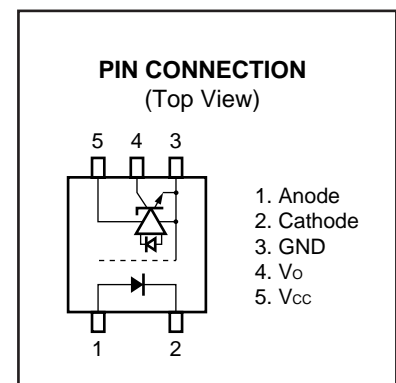 PIN CONNECTION
(Top View)
5 4 3
1. Anode
2. Cathode
3. GND
4. Vo
5. Vcc
1 2